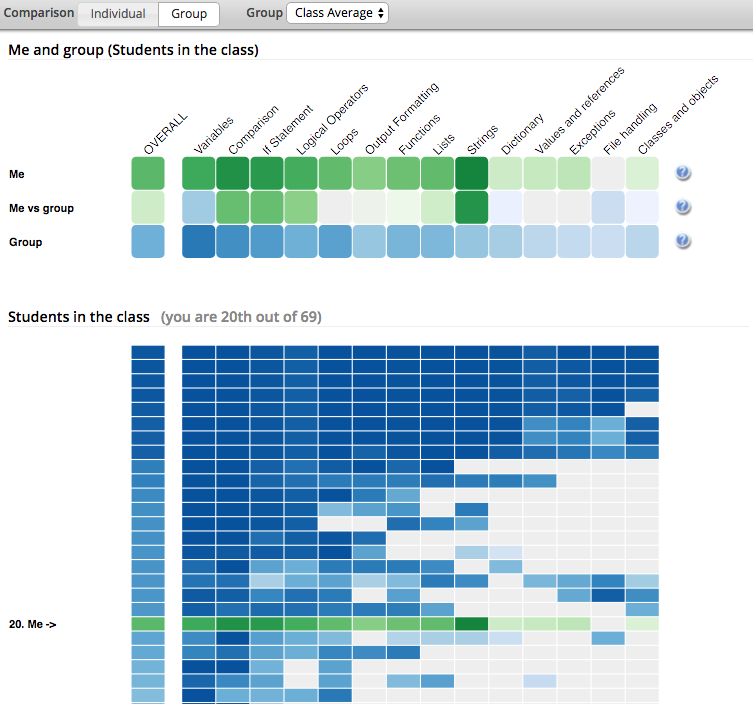 Comparison Individual Group Group Class Average
Me and group (Students in the class)
OVERALL Variables Comparison If Statement Logical Operators Loops Output Formatting Functions Lists Strings Dictionary Values and references Exceptions File handling Classes and objects
Me ?
Me vs group ?
Group ?
Students in the class (you are 20th out of 69)
20. Me ->